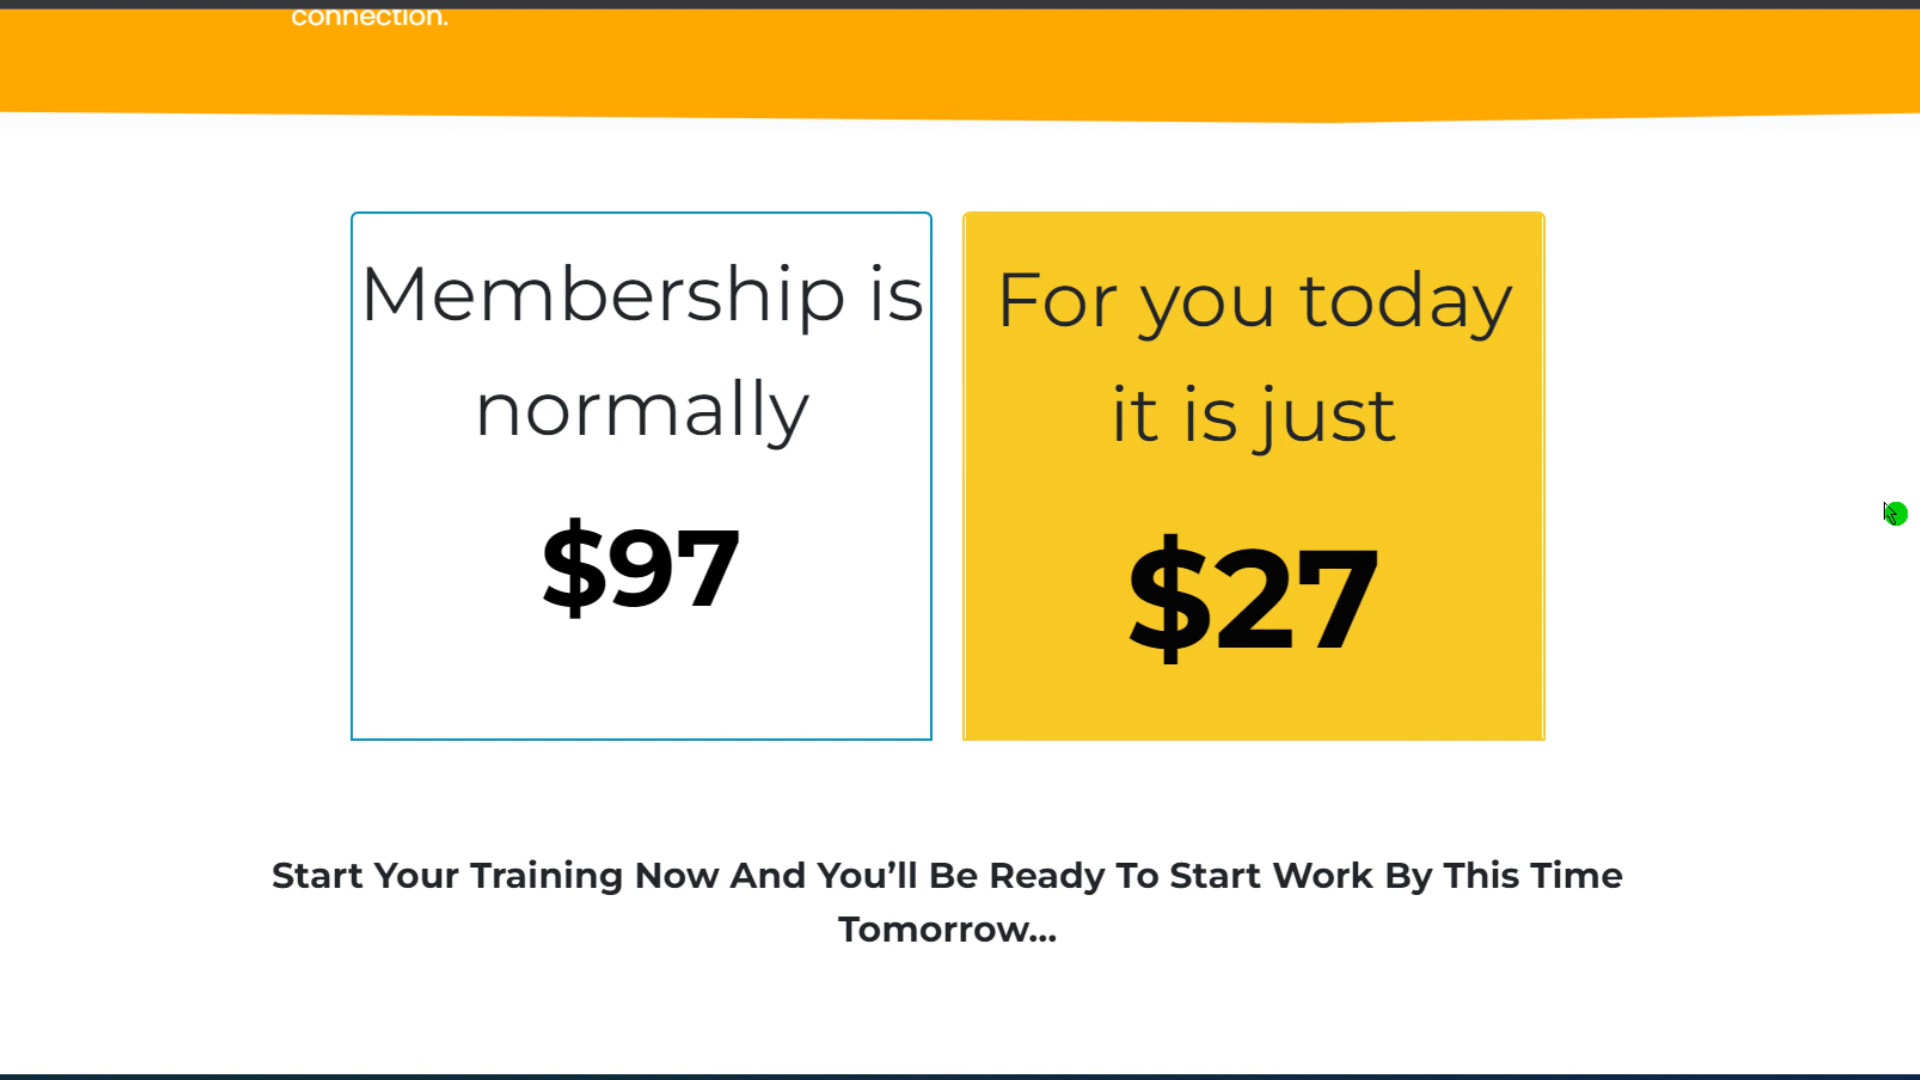 connection.
Membership is
normally
$97
For you today
it is just
$27
Start Your Training Now And You’ll Be Ready To Start Work By This Time
Tomorrow...